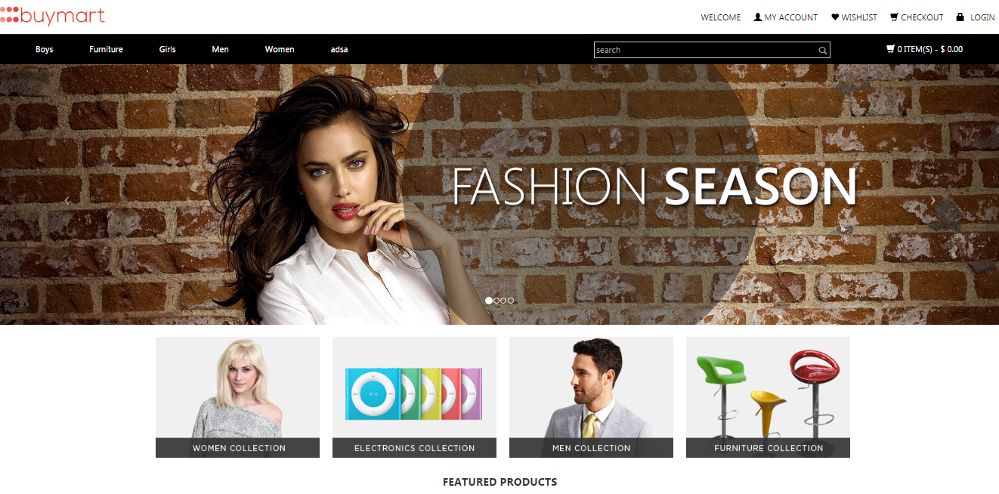 buymart
WELCOME MY ACCOUNT WISHLIST CHECKOUT LOGIN
Boys Furniture Girls Men Women adsa search 0 ITEM(S) - $ 0.00
FASHION SEASON
WOMEN COLLECTION ELECTRONICS COLLECTION MEN COLLECTION FURNITURE COLLECTION
FEATURED PRODUCTS